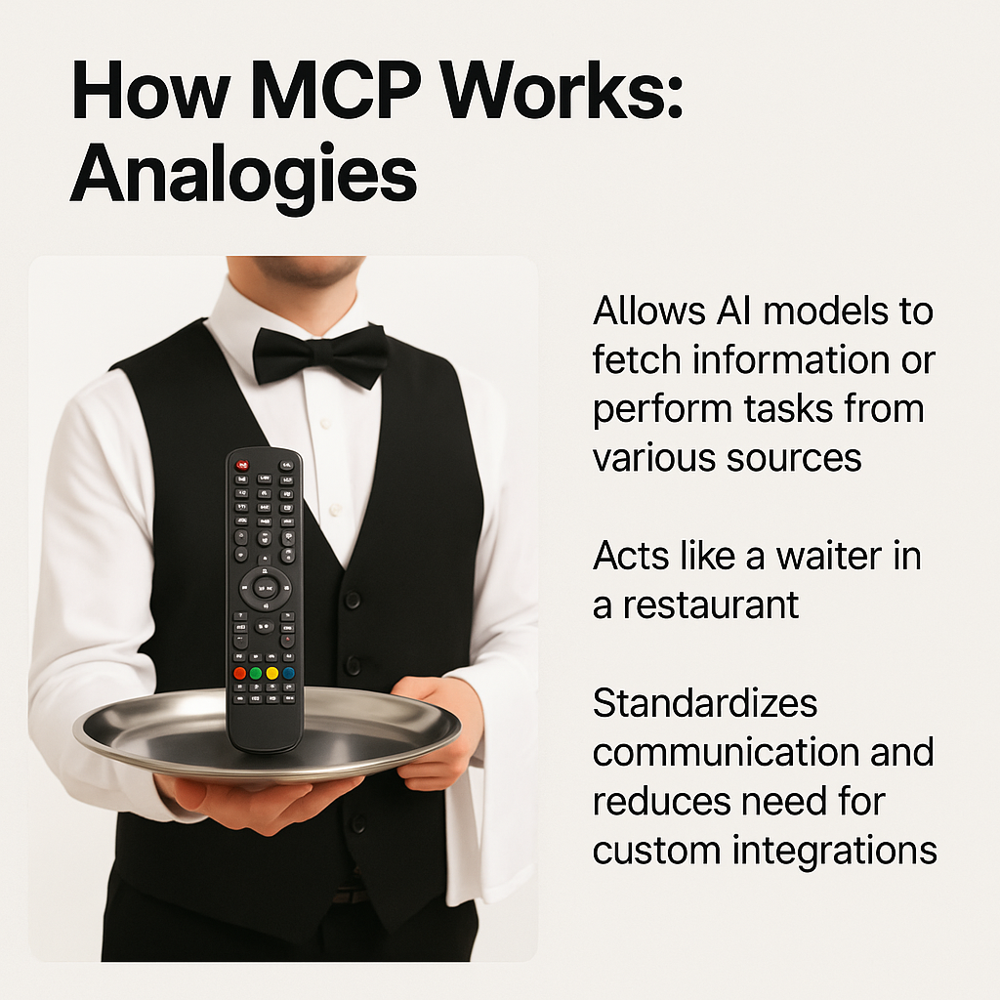 How MCP Works:
Analogies
Allows AI models to
fetch information or
perform tasks from
various sources
Acts like a waiter in
a restaurant
Standardizes
communication and
reduces need for
custom integrations